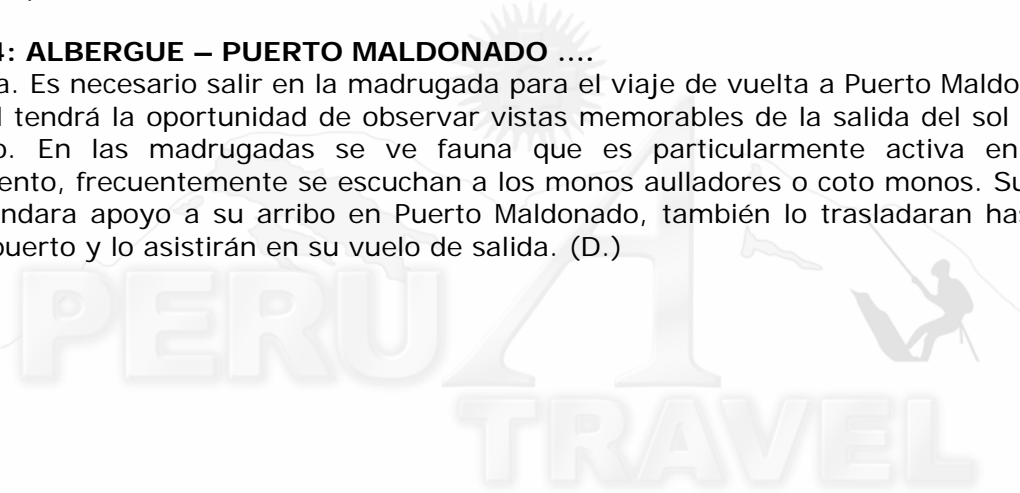 4: ALBERGUE – PUERTO MALDONADO ....
a. Es necesario salir en la madrugada para el viaje de vuelta a Puerto Maldo
l tendrá la oportunidad de observar vistas memorables de la salida del sol
o. En las madrugadas se ve fauna que es particularmente activa en
ento, frecuentemente se escuchan a los monos aulladores o coto monos. Su
ndara apoyo a su arribo en Puerto Maldonado, también lo trasladaran has
puerto y lo asistirán en su vuelo de salida. (D.)
PERU A
TRAVEL